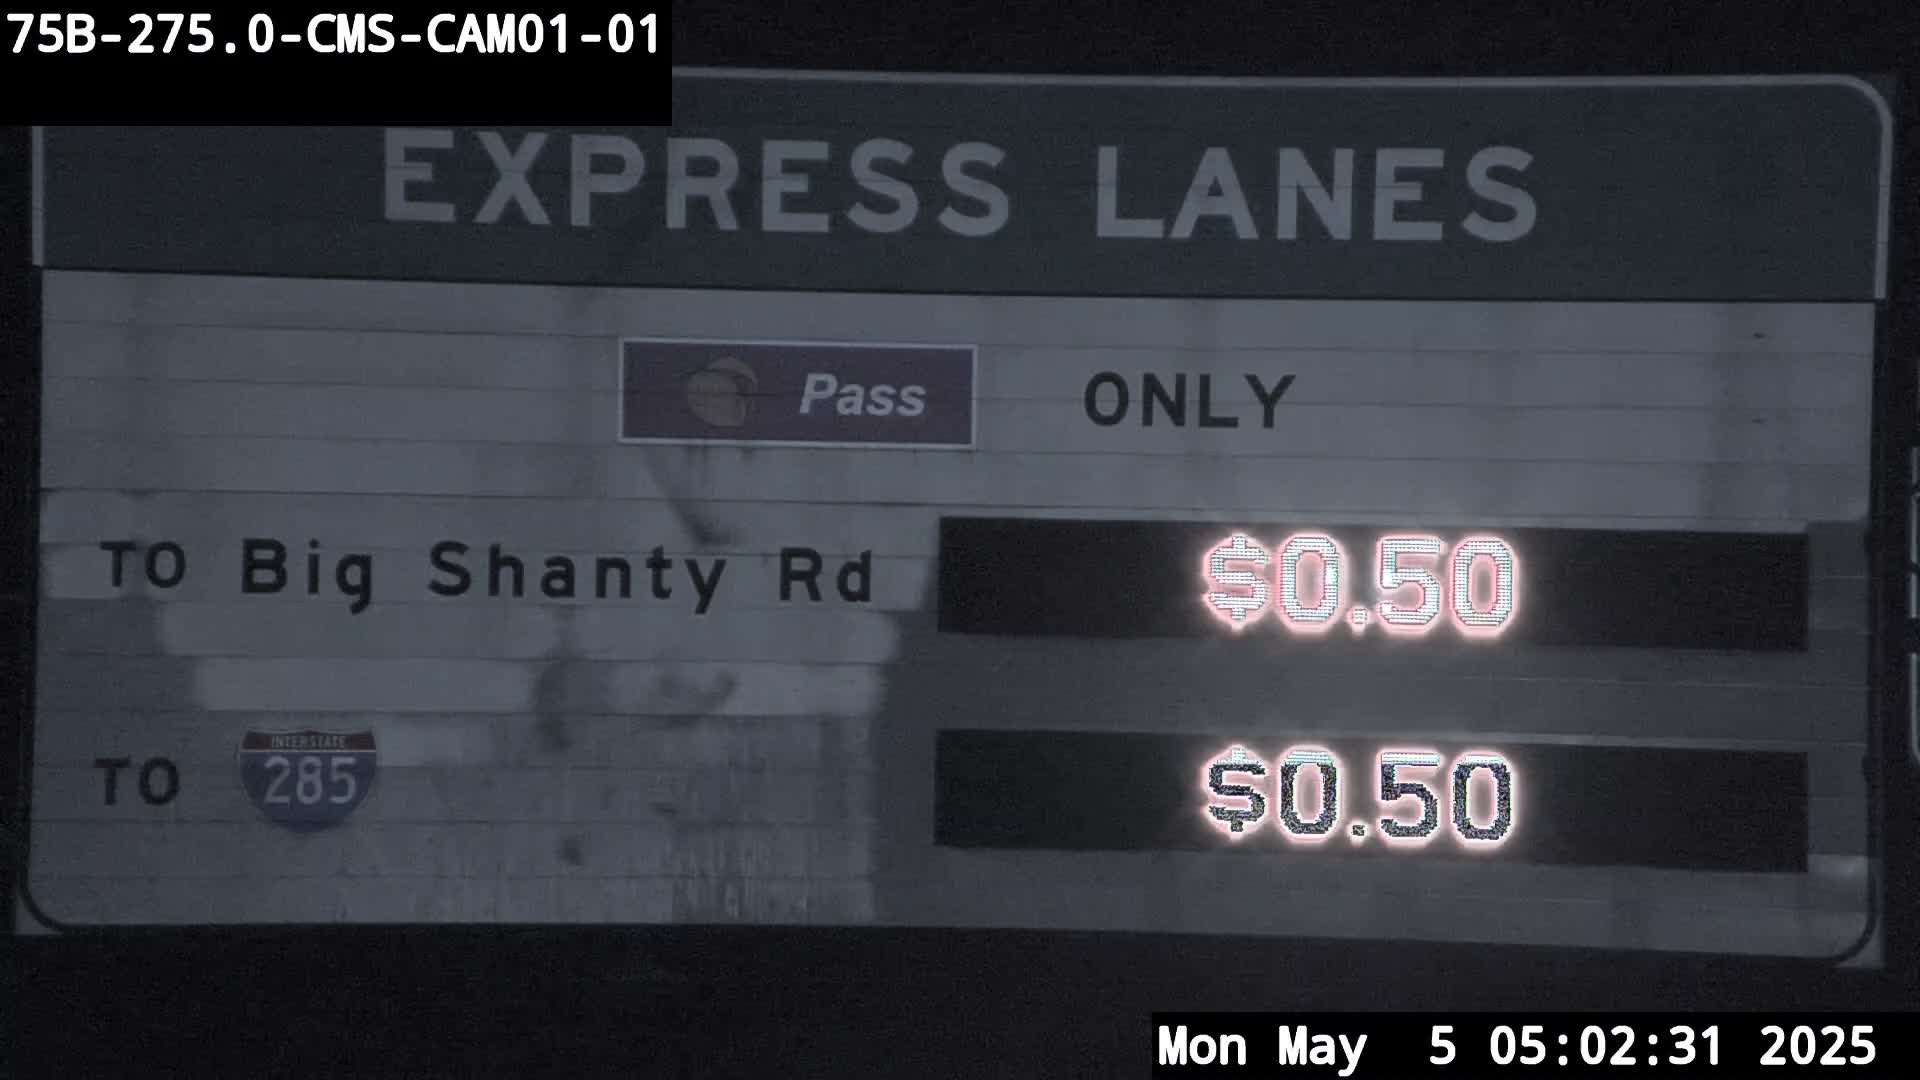 75B-275.0-CMS-CAM01-01
EXPRESS LANES
Pass ONLY
TO Big Shanty Rd $0.50
TO INTERSTATE 285 $0.50
Mon May 5 05:02:31 2025